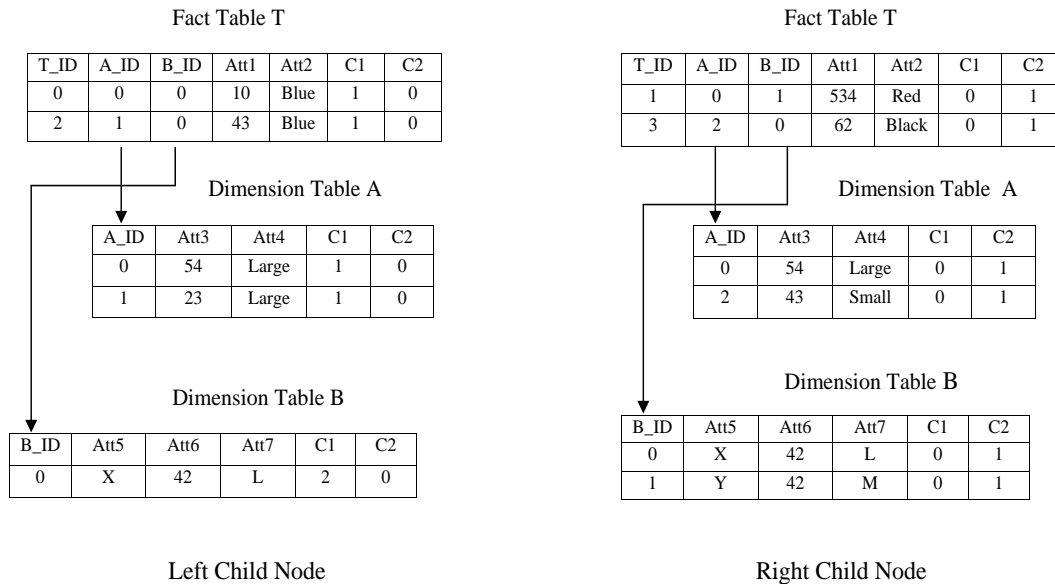 Fact Table T
T_ID A_ID B_ID Att1 Att2 C1 C2
0 0 0 10 Blue 1 0
2 1 0 43 Blue 1 0
Dimension Table A
A_ID Att3 Att4 C1 C2
0 54 Large 1 0
1 23 Large 1 0
Dimension Table B
B_ID Att5 Att6 Att7 C1 C2
0 X 42 L 2 0
Left Child Node
Fact Table T
T_ID A_ID B_ID Att1 Att2 C1 C2
1 0 1 534 Red 0 1
3 2 0 62 Black 0 1
Dimension Table A
A_ID Att3 Att4 C1 C2
0 54 Large 0 1
2 43 Small 0 1
Dimension Table B
B_ID Att5 Att6 Att7 C1 C2
0 X 42 L 0 1
1 Y 42 M 0 1
Right Child Node